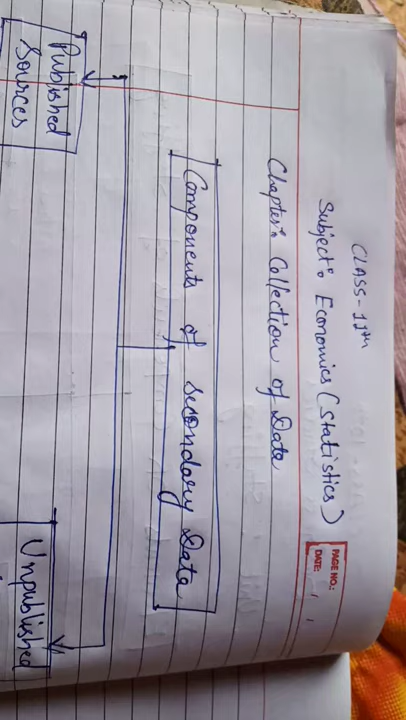 CLASS-11th
Subject:- Economics (Statistics)
PAGE NO.:
DATE: / /
Chapter:- Collection of Data
Components of secondary Data
Published
Sources
Unpublished